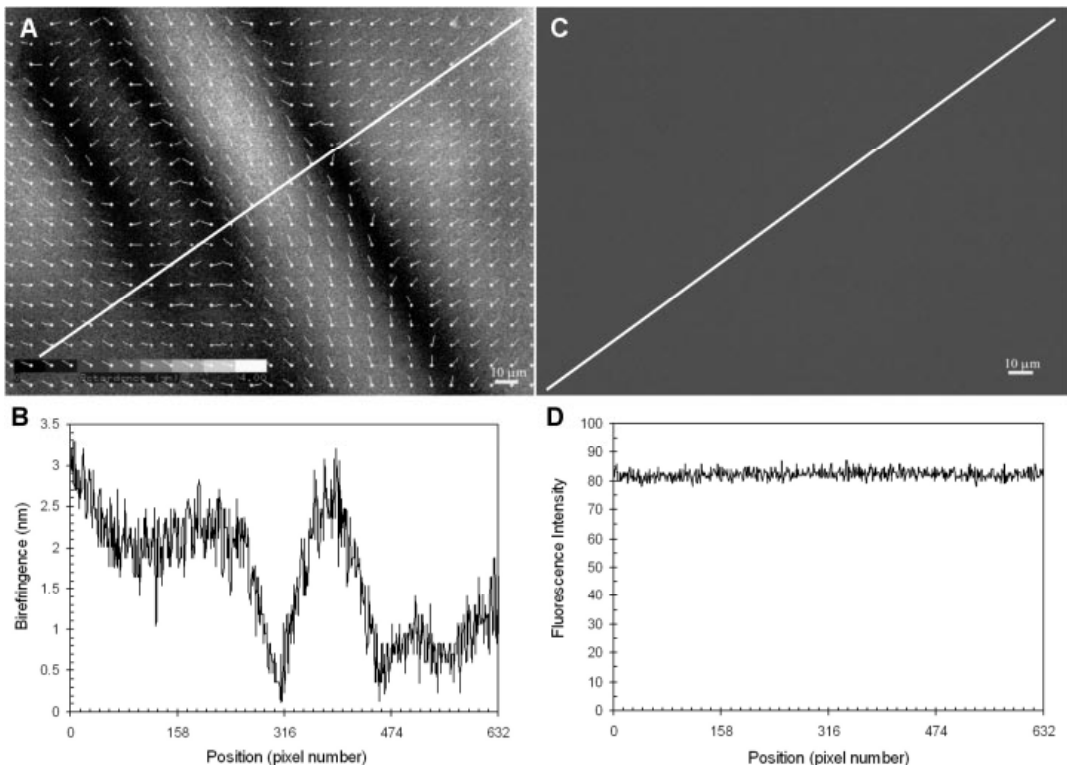 A
10 μm
C
10 μm
B
3.5
3
2.5
2
1.5
1
0.5
0
Birefringence (nm)
0 158 316 474 632
Position (pixel number)
D
100
90
80
70
60
50
40
30
20
10
0
Fluorescence Intensity
0 158 316 474 632
Position (pixel number)